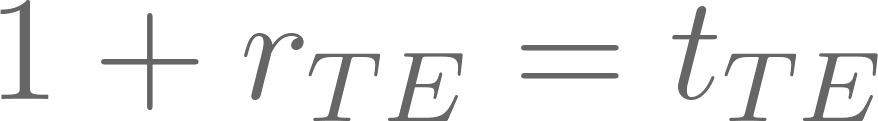 1 + r_{TE} = t_{TE}